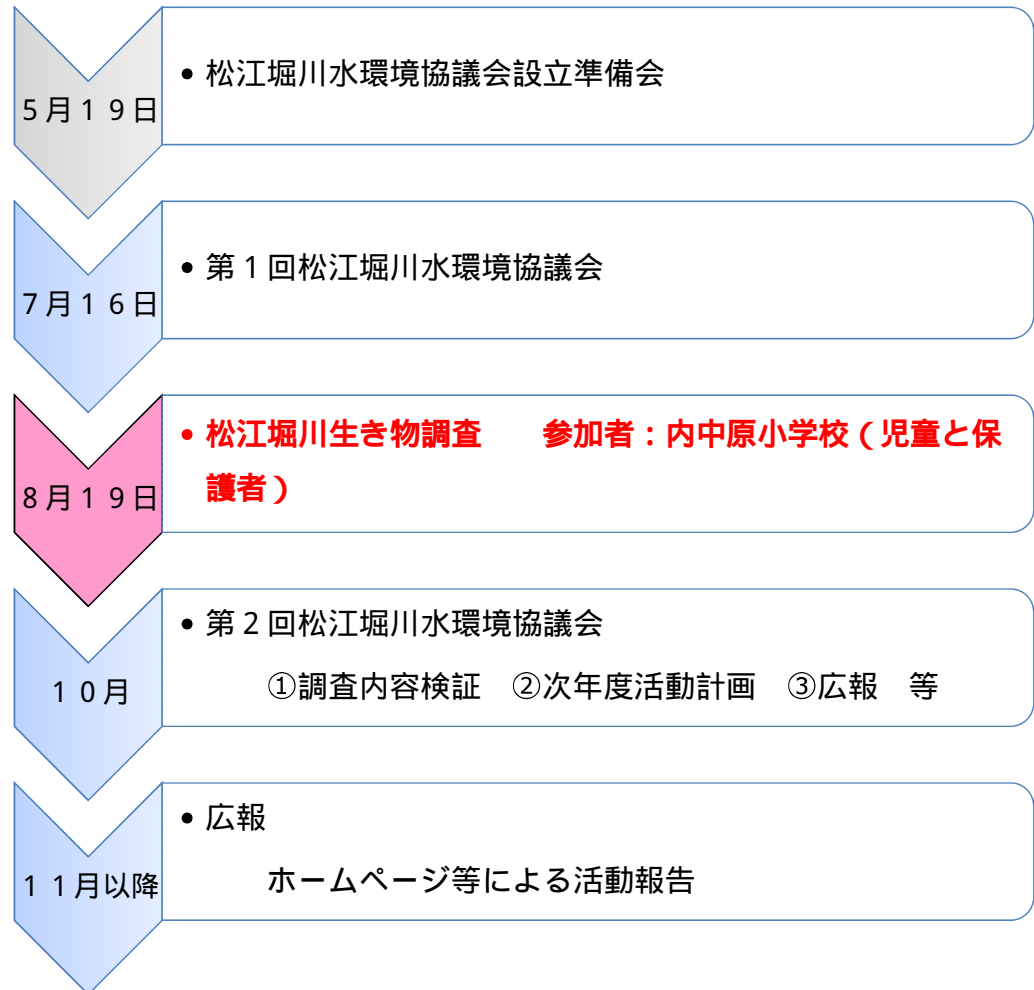 5月19日
• 松江堀川水環境協議会設立準備会
7月16日
• 第1回松江堀川水環境協議会
8月19日
• 松江堀川生き物調査　　参加者：内中原小学校（児童と保
護者）
10月
• 第2回松江堀川水環境協議会
①調査内容検証　②次年度活動計画　③広報　等
11月以降
• 広報
ホームページ等による活動報告